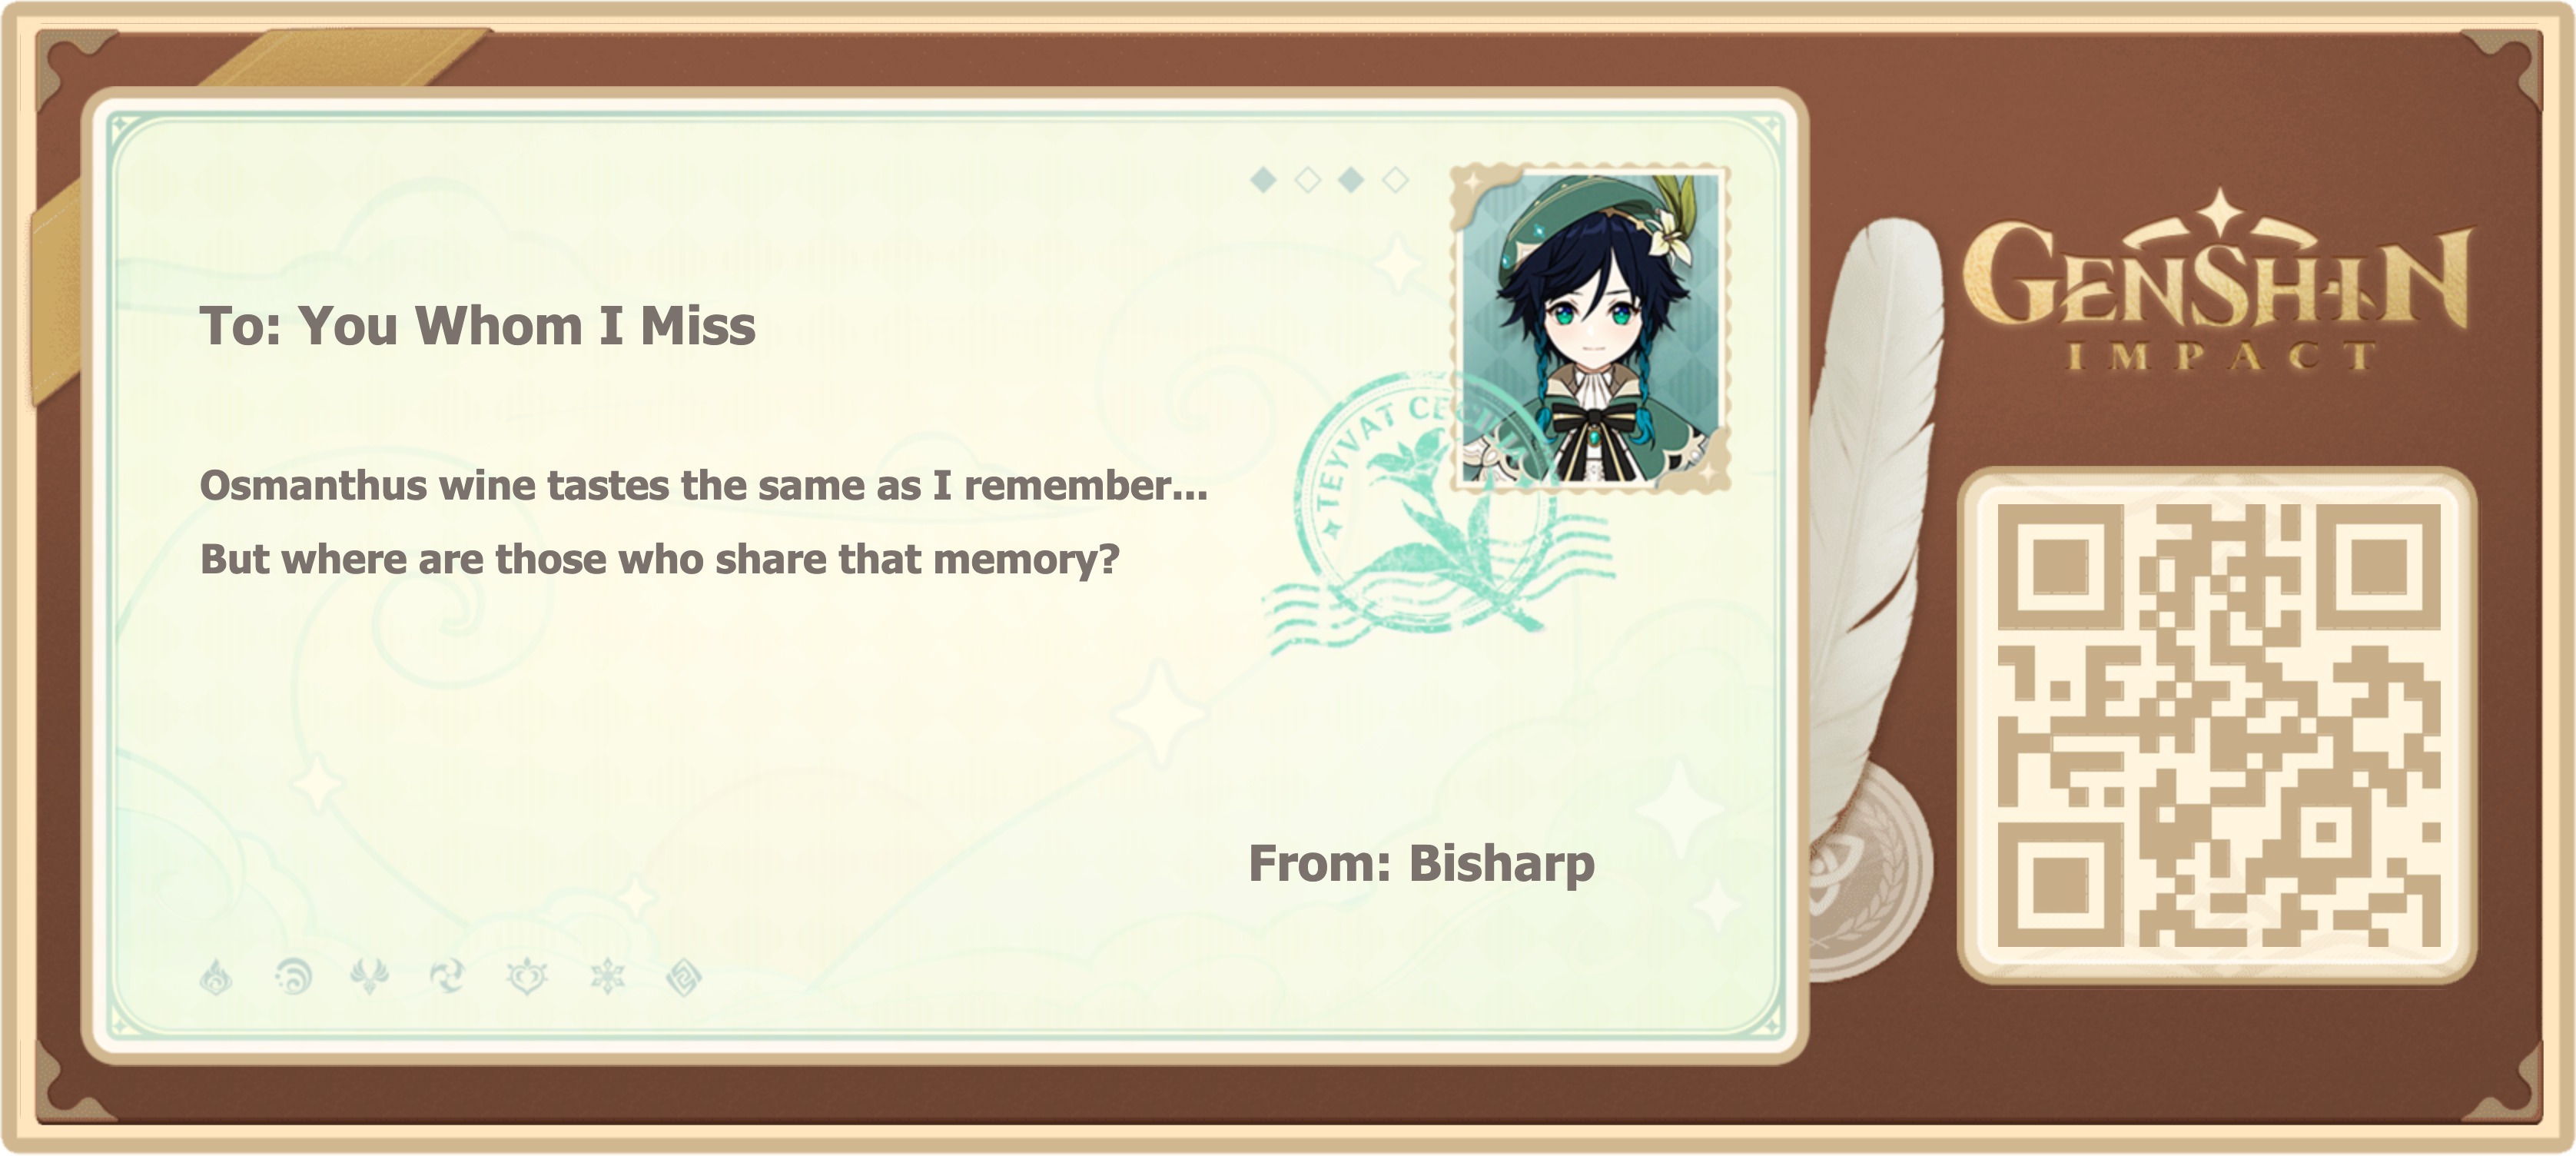 To: You Whom I Miss
Osmanthus wine tastes the same as I remember...
But where are those who share that memory?
From: Bisharp
TEYVAT
GENSHIN
IMPACT